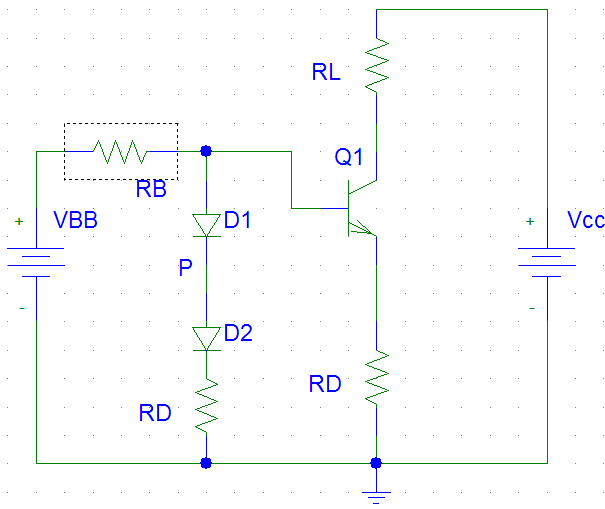 RL
Q1
RB
+
VBB
D1
+
Vcc
P
-
-
D2
RD
RD